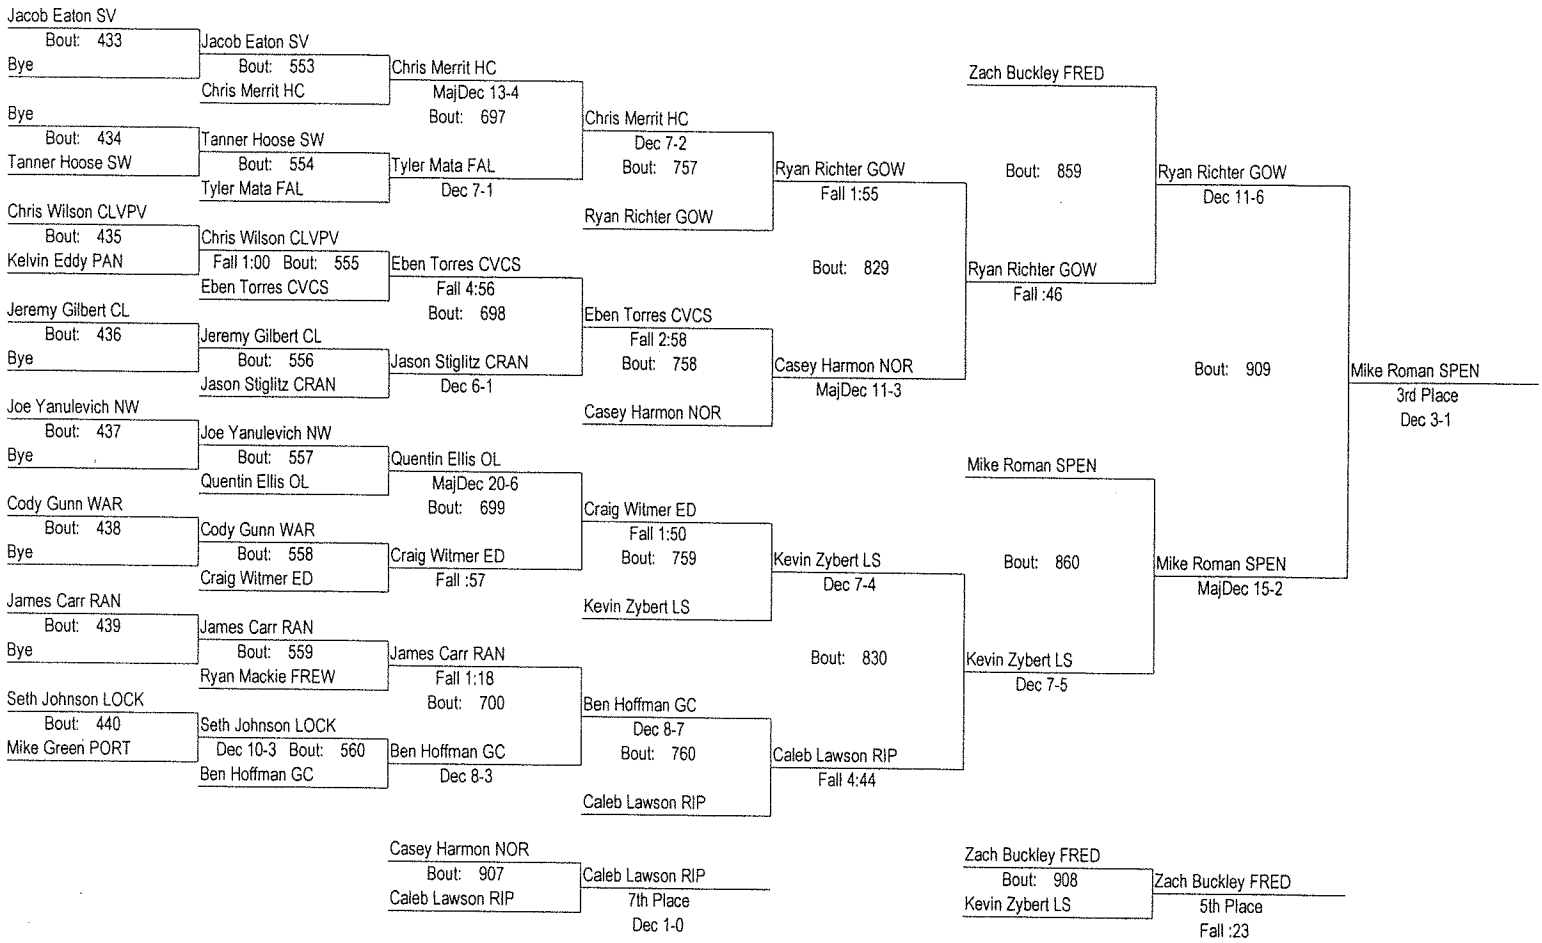 Jacob Eaton SV
Bout: 433
Bye
Bye
Bout: 434
Tanner Hoose SW
Chris Wilson CLVPV
Bout: 435
Kelvin Eddy PAN
Jeremy Gilbert CL
Bout: 436
Bye
Joe Yanulevich NW
Bout: 437
Bye
Cody Gunn WAR
Bout: 438
Bye
James Carr RAN
Bout: 439
Bye
Seth Johnson LOCK
Bout: 440
Mike Green PORT
Jacob Eaton SV
Bout: 553
Chris Merrit HC
Tanner Hoose SW
Bout: 554
Tyler Mata FAL
Chris Wilson CLVPV
Fall 1:00 Bout: 555
Eben Torres CVCS
Jeremy Gilbert CL
Bout: 556
Jason Stiglitz CRAN
Joe Yanulevich NW
Bout: 557
Quentin Ellis OL
Cody Gunn WAR
Bout: 558
Craig Witmer ED
James Carr RAN
Bout: 559
Ryan Mackie FREW
Seth Johnson LOCK
Dec 10-3 Bout: 560
Ben Hoffman GC
Chris Merrit HC
MajDec 13-4
Bout: 697
Tyler Mata FAL
Dec 7-1
Eben Torres CVCS
Fall 4:56
Bout: 698
Jason Stiglitz CRAN
Dec 6-1
Quentin Ellis OL
MajDec 20-6
Bout: 699
Craig Witmer ED
Fall :57
James Carr RAN
Fall 1:18
Bout: 700
Ben Hoffman GC
Dec 8-3
Chris Merrit HC
Dec 7-2
Bout: 757
Ryan Richter GOW
Eben Torres CVCS
Fall 2:58
Bout: 758
Casey Harmon NOR
Craig Witmer ED
Fall 1:50
Bout: 759
Kevin Zybert LS
Ben Hoffman GC
Dec 8-7
Bout: 760
Caleb Lawson RIP
Ryan Richter GOW
Fall 1:55
Bout: 829
Casey Harmon NOR
MajDec 11-3
Kevin Zybert LS
Dec 7-4
Bout: 830
Caleb Lawson RIP
Fall 4:44
Zach Buckley FRED
Bout: 859
Ryan Richter GOW
Fall :46
Mike Roman SPEN
Bout: 860
Kevin Zybert LS
Dec 7-5
Ryan Richter GOW
Dec 11-6
Bout: 909
Mike Roman SPEN
MajDec 15-2
Mike Roman SPEN
3rd Place
Dec 3-1
Casey Harmon NOR
Bout: 907
Caleb Lawson RIP
Caleb Lawson RIP
7th Place
Dec 1-0
Zach Buckley FRED
Bout: 908
Kevin Zybert LS
Zach Buckley FRED
5th Place
Fall :23